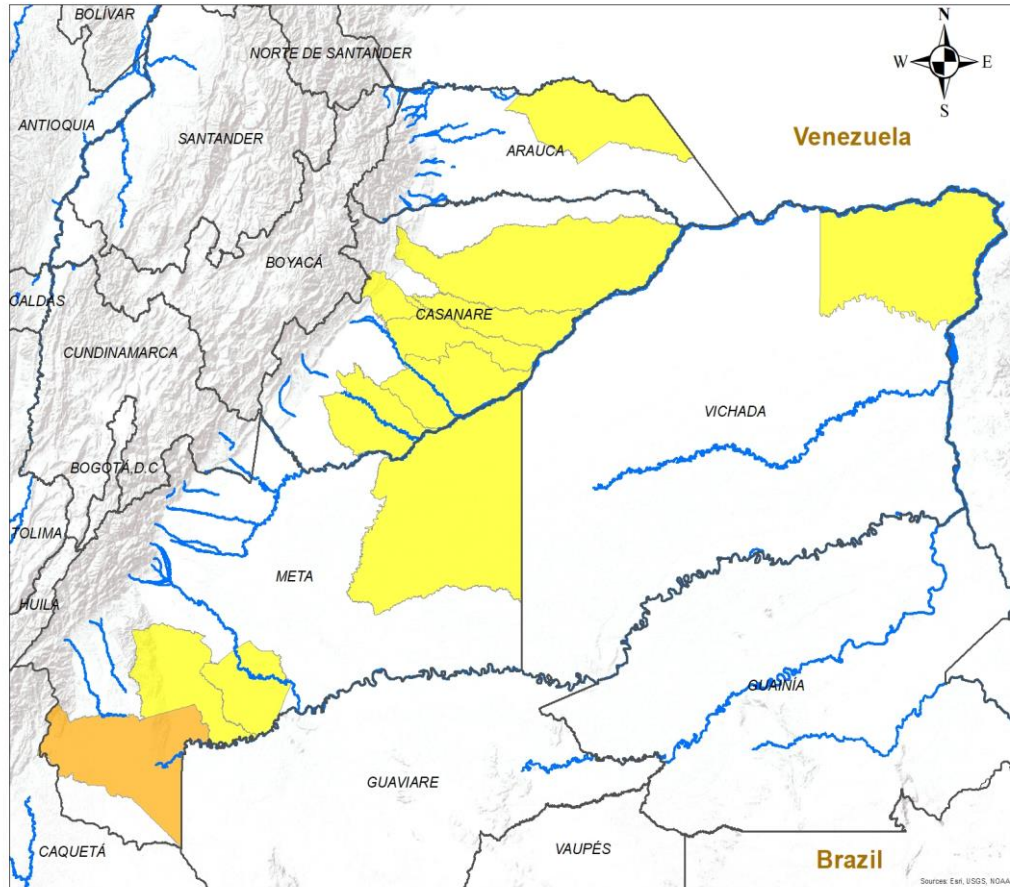 BOLÍVAR
N
NORTE DE SANTANDER
W
E
S
ANTIOQUIA
SANTANDER
Venezuela
ARAUCA
BOYACÁ
CALDAS
CASANARE
CUNDINAMARCA
VICHADA
BOGOTÁ, D.C
TOLIMA
META
HUILA
GUAINÍA
GUAVIARE
VAUPÉS
CAQUETÁ
Brazil
Sources: Esri, USGS, NOAA